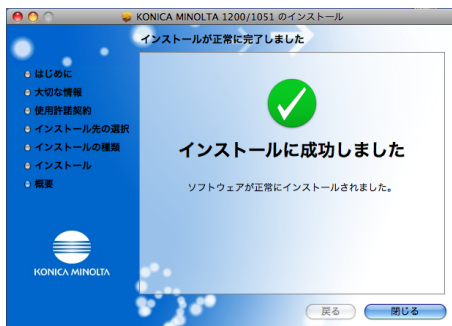 KONICA MINOLTA 1200/1051 のインストール
インストールが正常に完了しました
はじめに
大切な情報
使用許諾契約
インストール先の選択
インストールの種類
インストール
概要
インストールに成功しました
ソフトウェアが正常にインストールされました。
KONICA MINOLTA
戻る
閉じる